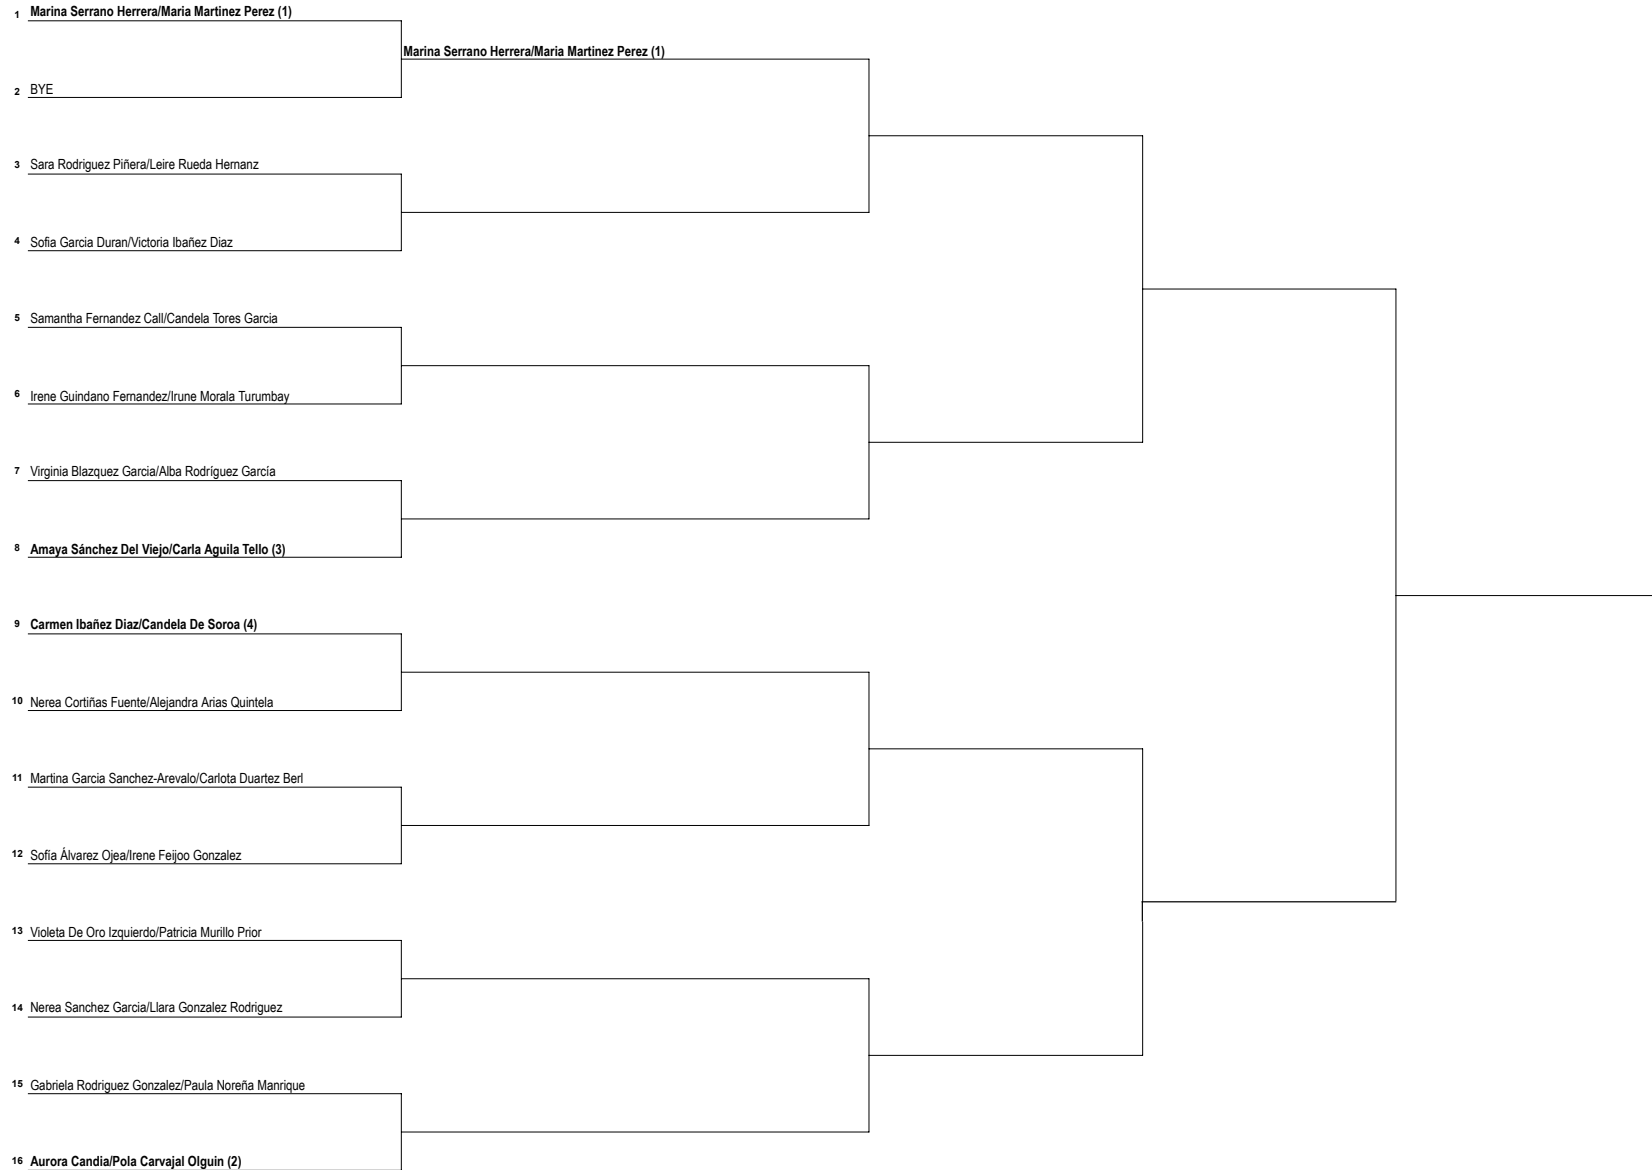 1 Marina Serrano Herrera/Maria Martinez Perez (1)
Marina Serrano Herrera/Maria Martinez Perez (1)
2 BYE
3 Sara Rodriguez Piñera/Leire Rueda Hernanz
4 Sofia Garcia Duran/Victoria Ibañez Diaz
5 Samantha Fernandez Call/Candela Tores Garcia
6 Irene Guindano Fernandez/Irune Morala Turumbay
7 Virginia Blazquez Garcia/Alba Rodríguez García
8 Amaya Sánchez Del Viejo/Carla Aguila Tello (3)
9 Carmen Ibañez Diaz/Candela De Soroa (4)
10 Nerea Cortiñas Fuente/Alejandra Arias Quintela
11 Martina Garcia Sanchez-Arevalo/Carlota Duartez Berl
12 Sofía Álvarez Ojea/Irene Feijoo Gonzalez
13 Violeta De Oro Izquierdo/Patricia Murillo Prior
14 Nerea Sanchez Garcia/Llara Gonzalez Rodriguez
15 Gabriela Rodriguez Gonzalez/Paula Noreña Manrique
16 Aurora Candia/Pola Carvajal Olguin (2)